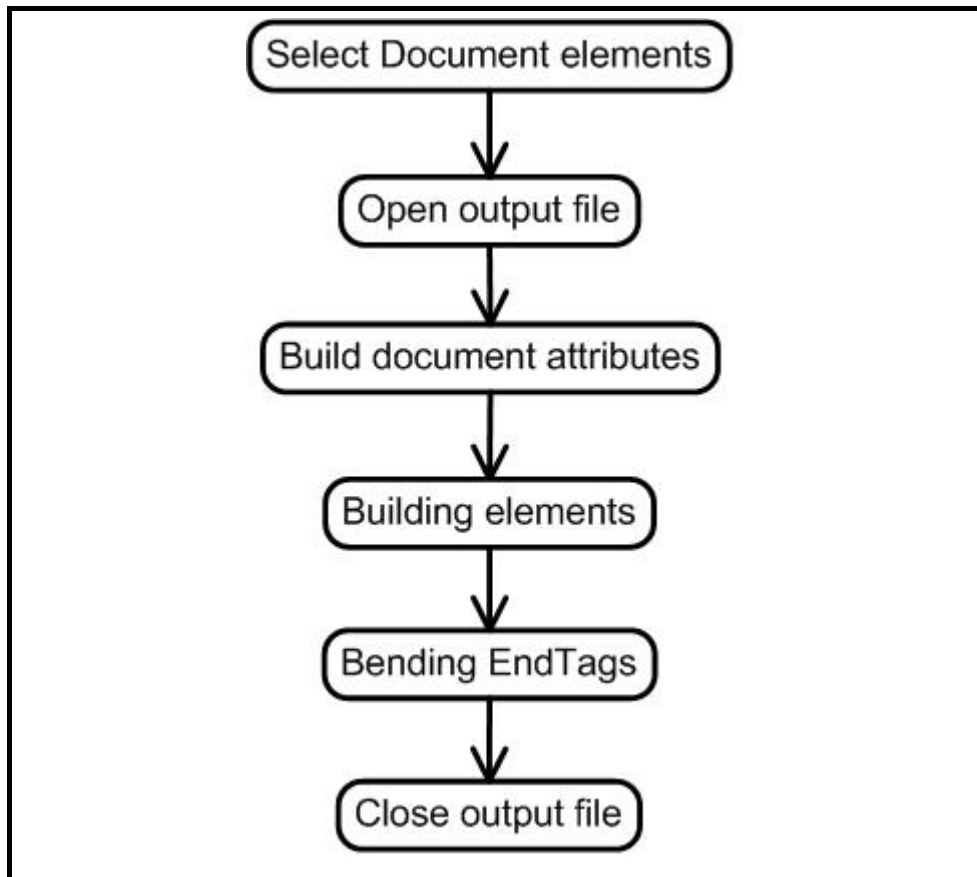 Select Document elements
Open output file
Build document attributes
Building elements
Bending EndTags
Close output file